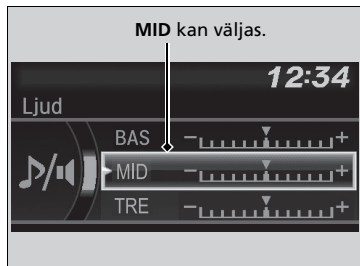 MID kan väljas.
12:34
Ljud
BAS − +
MID − +
TRE − +